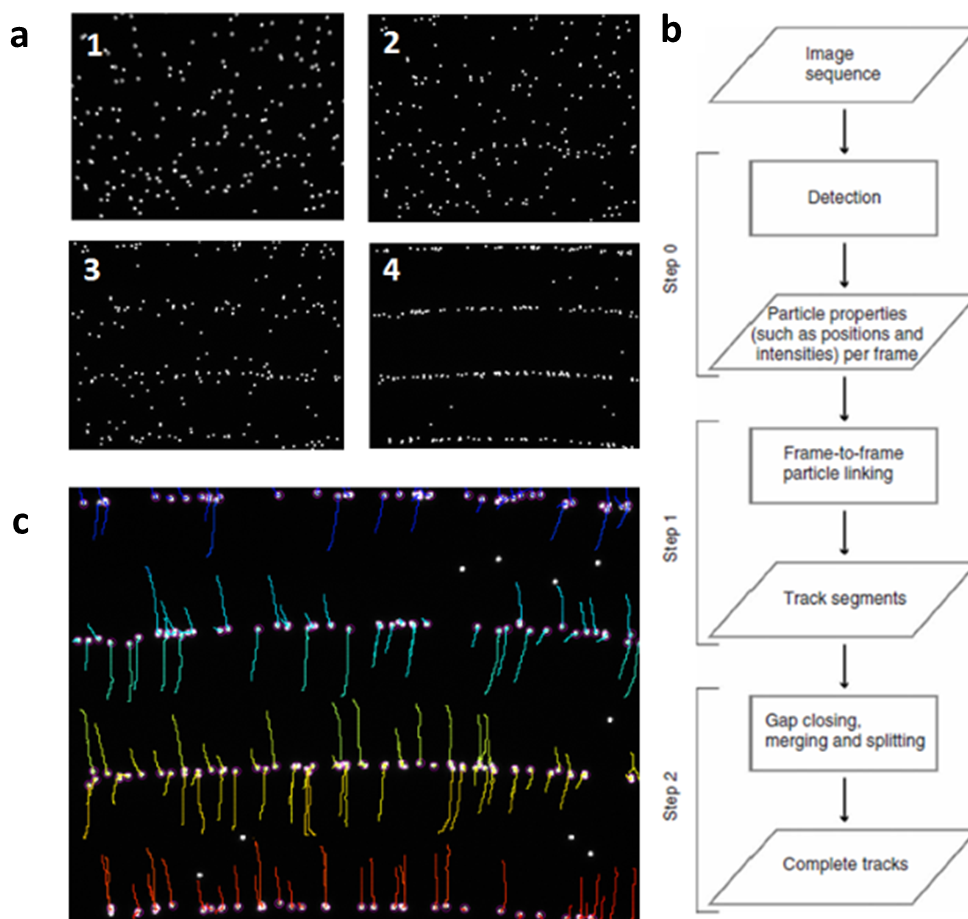 a
1
2
3
4
c
b
Image
sequence
Step 0
Detection
Particle properties
(such as positions and
intensities) per frame
Step 1
Frame-to-frame
particle linking
Track segments
Step 2
Gap closing,
merging and splitting
Complete tracks